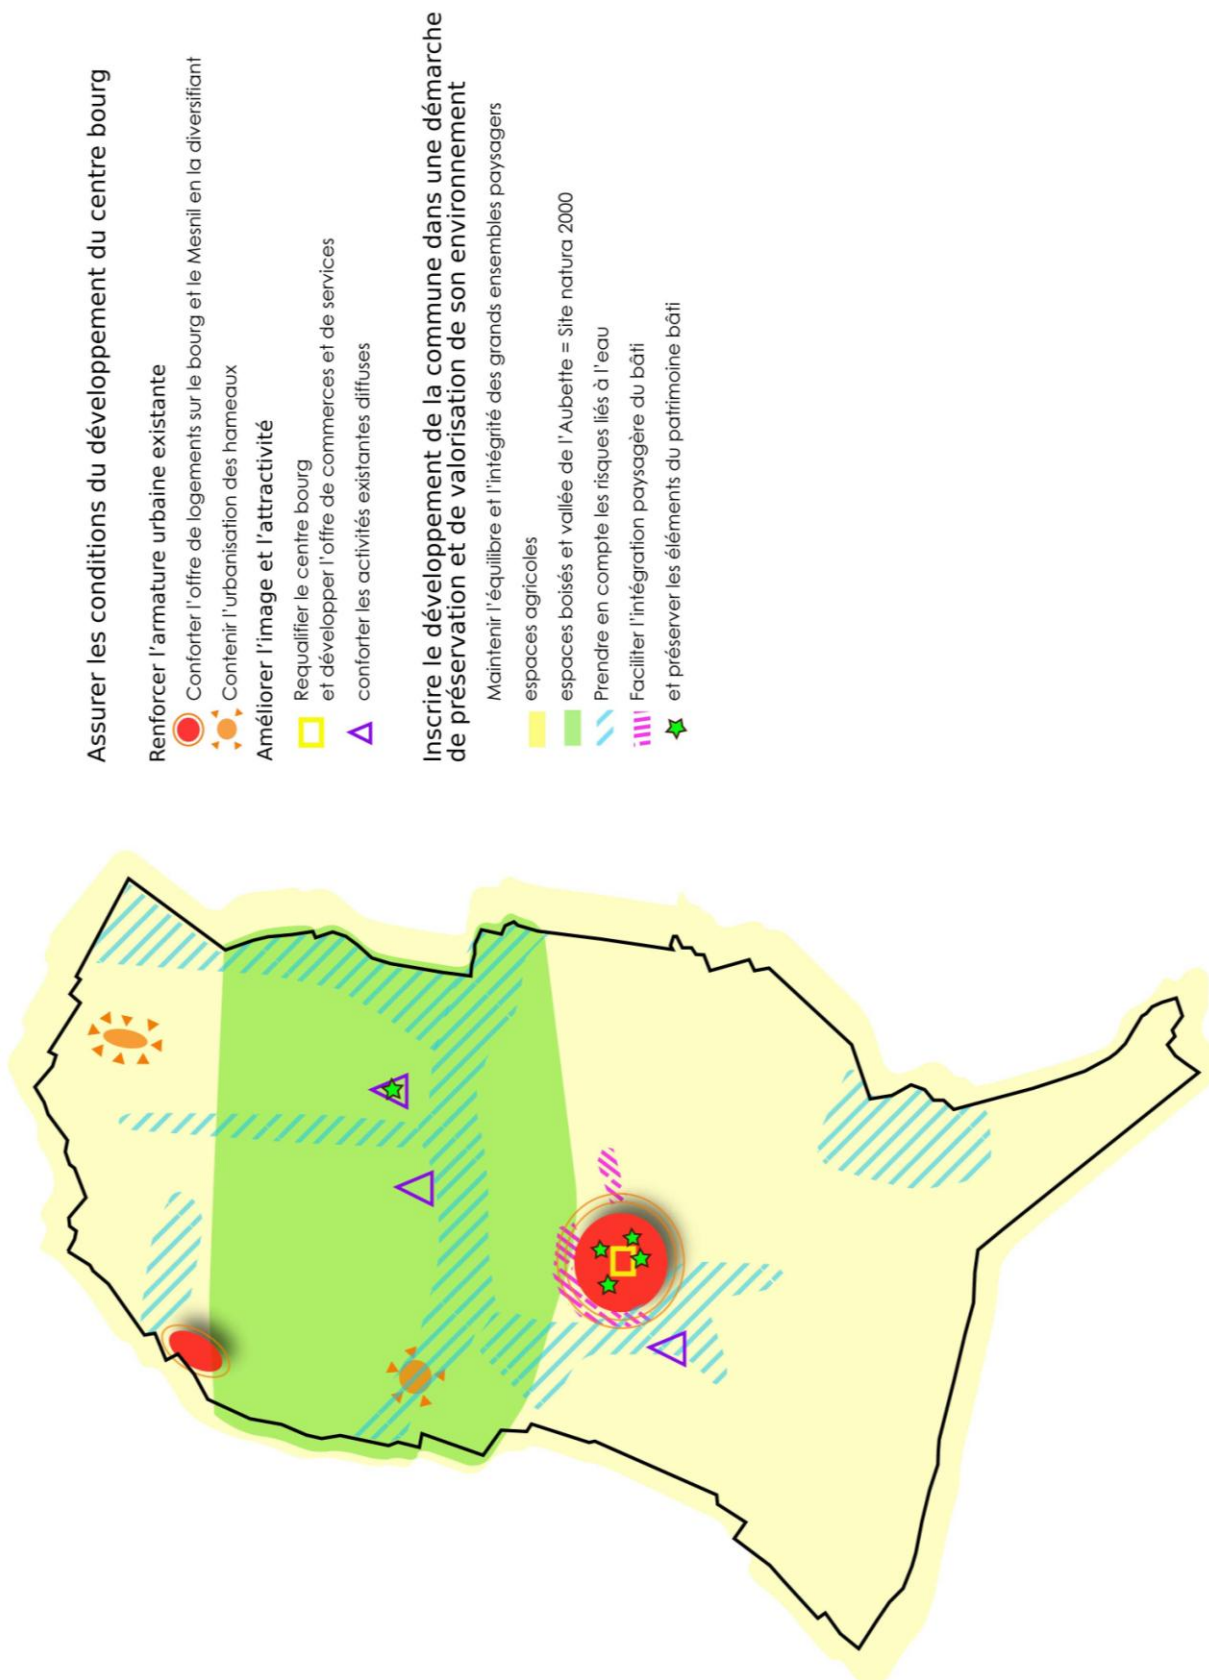 Assurer les conditions du développement du centre bourg
Renforcer l'armature urbaine existante
Conforter l'offre de logements sur le bourg et le Mesnil en la diversifiant
Contenir l'urbanisation des hameaux
Améliorer l'image et l'attractivité
Requalifier le centre bourg
et développer l'offre de commerces et de services
conforter les activités existantes diffuses
Inscrire le développement de la commune dans une démarche
de préservation et de valorisation de son environnement
Maintenir l'équilibre et l'intégrité des grands ensembles paysagers
espaces agricoles
espaces boisés et vallée de l'Aubette = Site natura 2000
Prendre en compte les risques liés à l'eau
Faciliter l'intégration paysagère du bâti
et préserver les éléments du patrimoine bâti